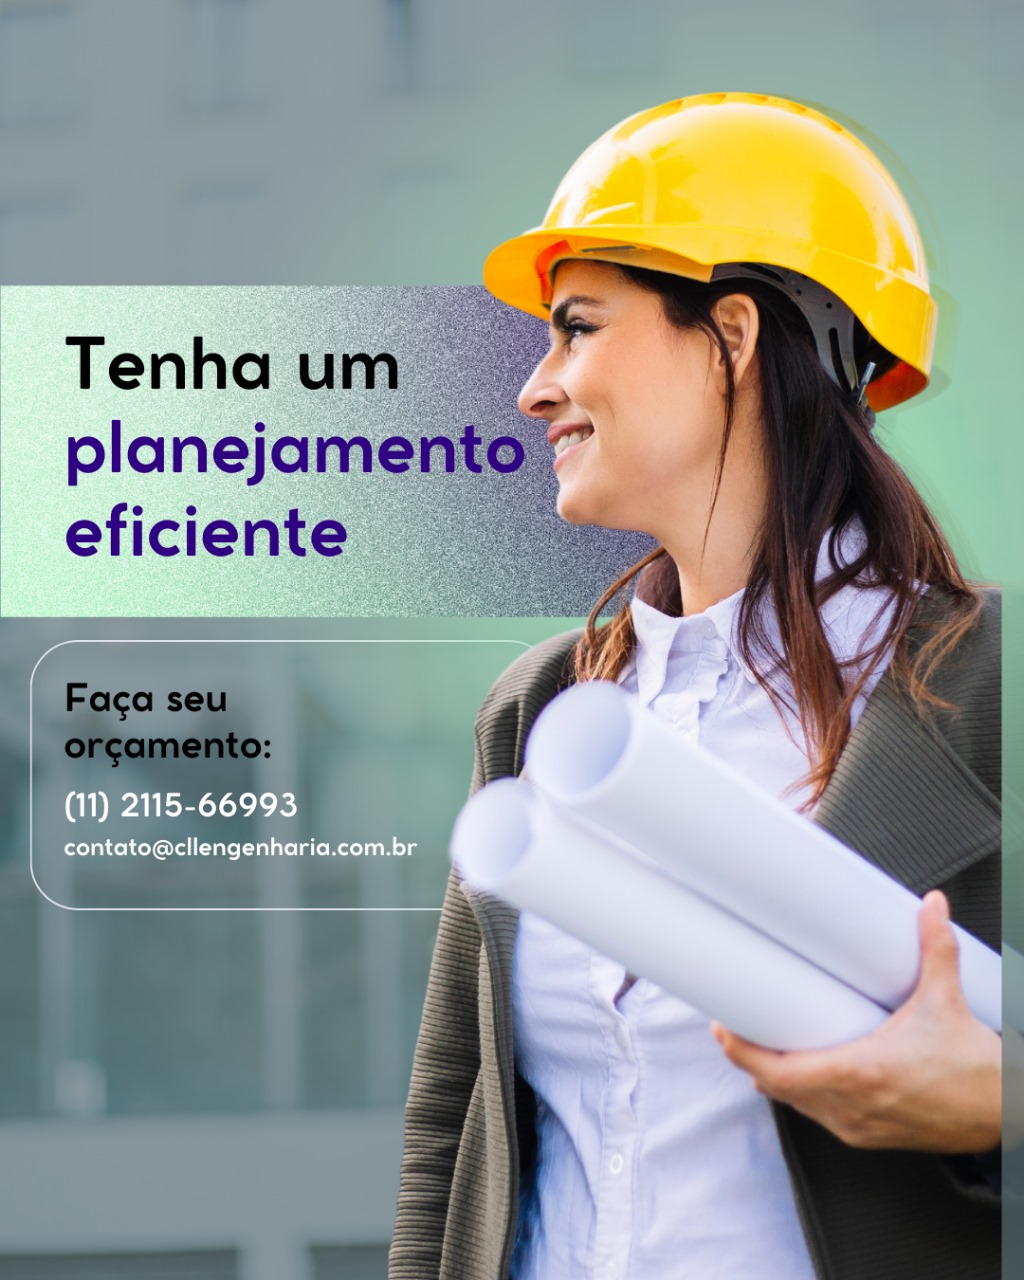 Tenha um
planejamento
eficiente
Faça seu
orçamento:
(11) 2115-66993
contato@cllengenharia.com.br